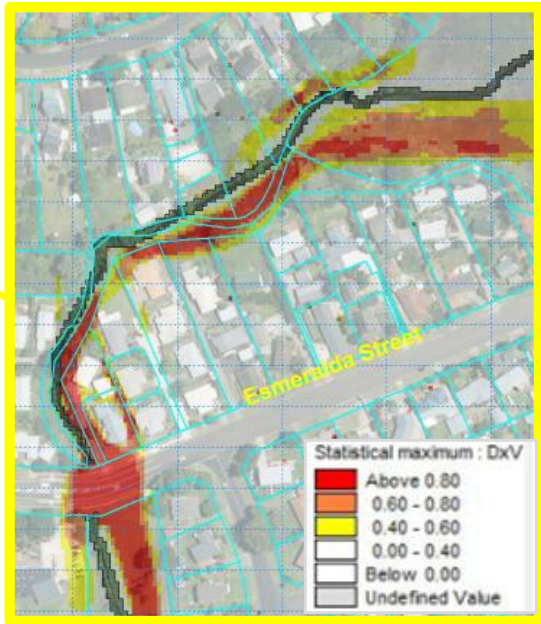 Esmeralda Street
Statistical maximum : DxV
Above 0.80
0.60 - 0.80
0.40 - 0.60
0.00 - 0.40
Below 0.00
Undefined Value